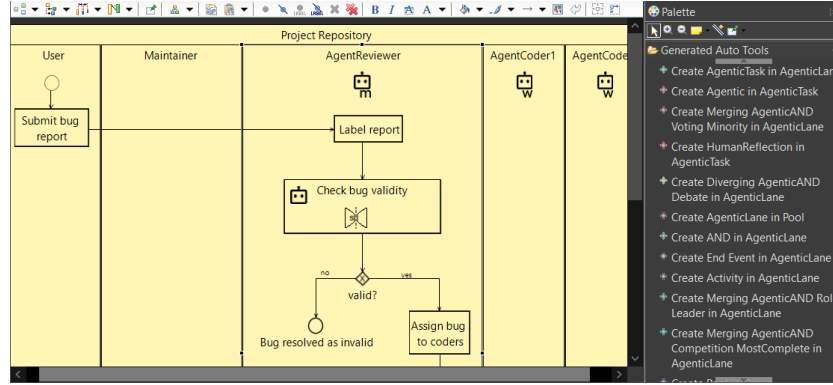 B I A
Palette
Project Repository
User
Maintainer
AgentReviewer
AgentCoder1
AgentCode
Generated Auto Tools
m
w
w
Create AgenticTask in AgenticLar
Create Agentic in AgenticTask
Create Merging AgenticAND
Voting Minority in AgenticLane
Create HumanReflection in
AgenticTask
Create Diverging AgenticAND
Debate in AgenticLane
Create AgenticLane in Pool
Create AND in AgenticLane
Create End Event in AgenticLane
Create Activity in AgenticLane
Create Merging AgenticAND Rol
Leader in AgenticLane
Create Merging AgenticAND
Competition MostComplete in
AgenticLane
Submit bug
report
Label report
Check bug validity
no
yes
valid?
Bug resolved as invalid
Assign bug
to coders